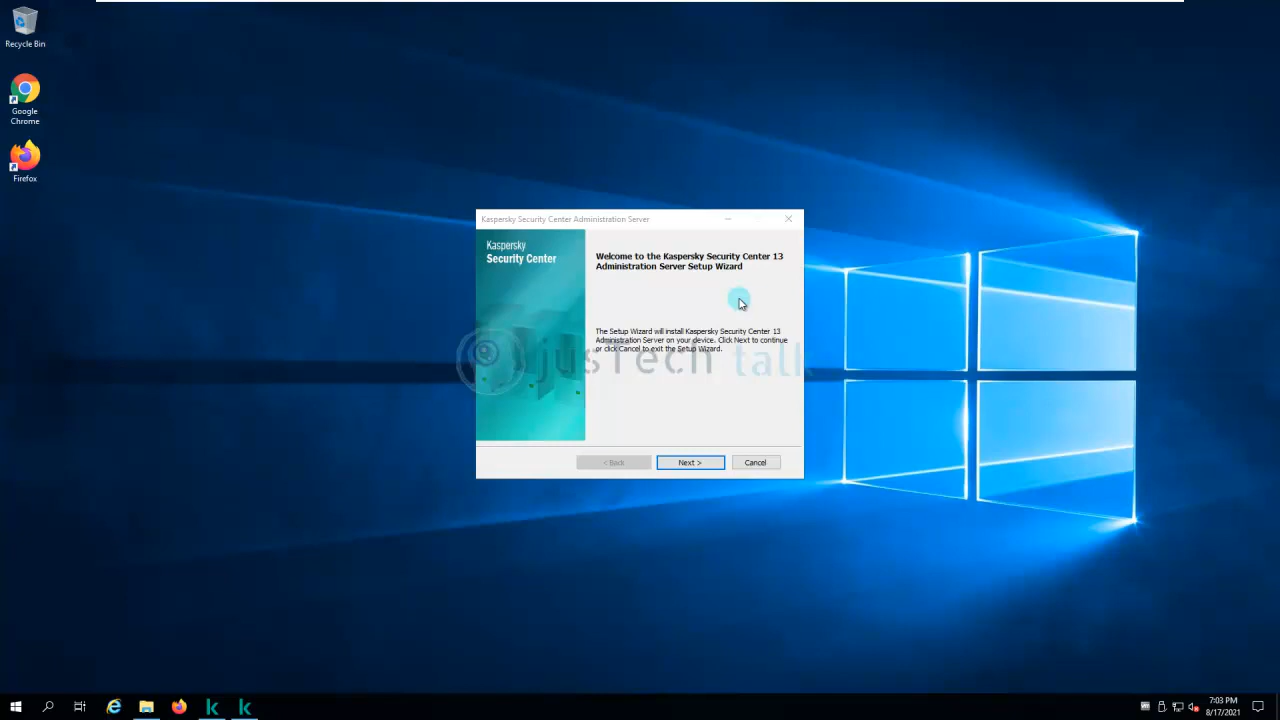 Recycle Bin
Google
Chrome
Firefox
Kaspersky Security Center Administration Server
Kaspersky
Security Center
Welcome to the Kaspersky Security Center 13
Administration Server Setup Wizard
The Setup Wizard will install Kaspersky Security Center 13
Administration Server on your device. Click Next to continue
or click Cancel to exit the Setup Wizard.
jusTech talk
< Back
Next >
Cancel
7:03 PM
8/17/2021